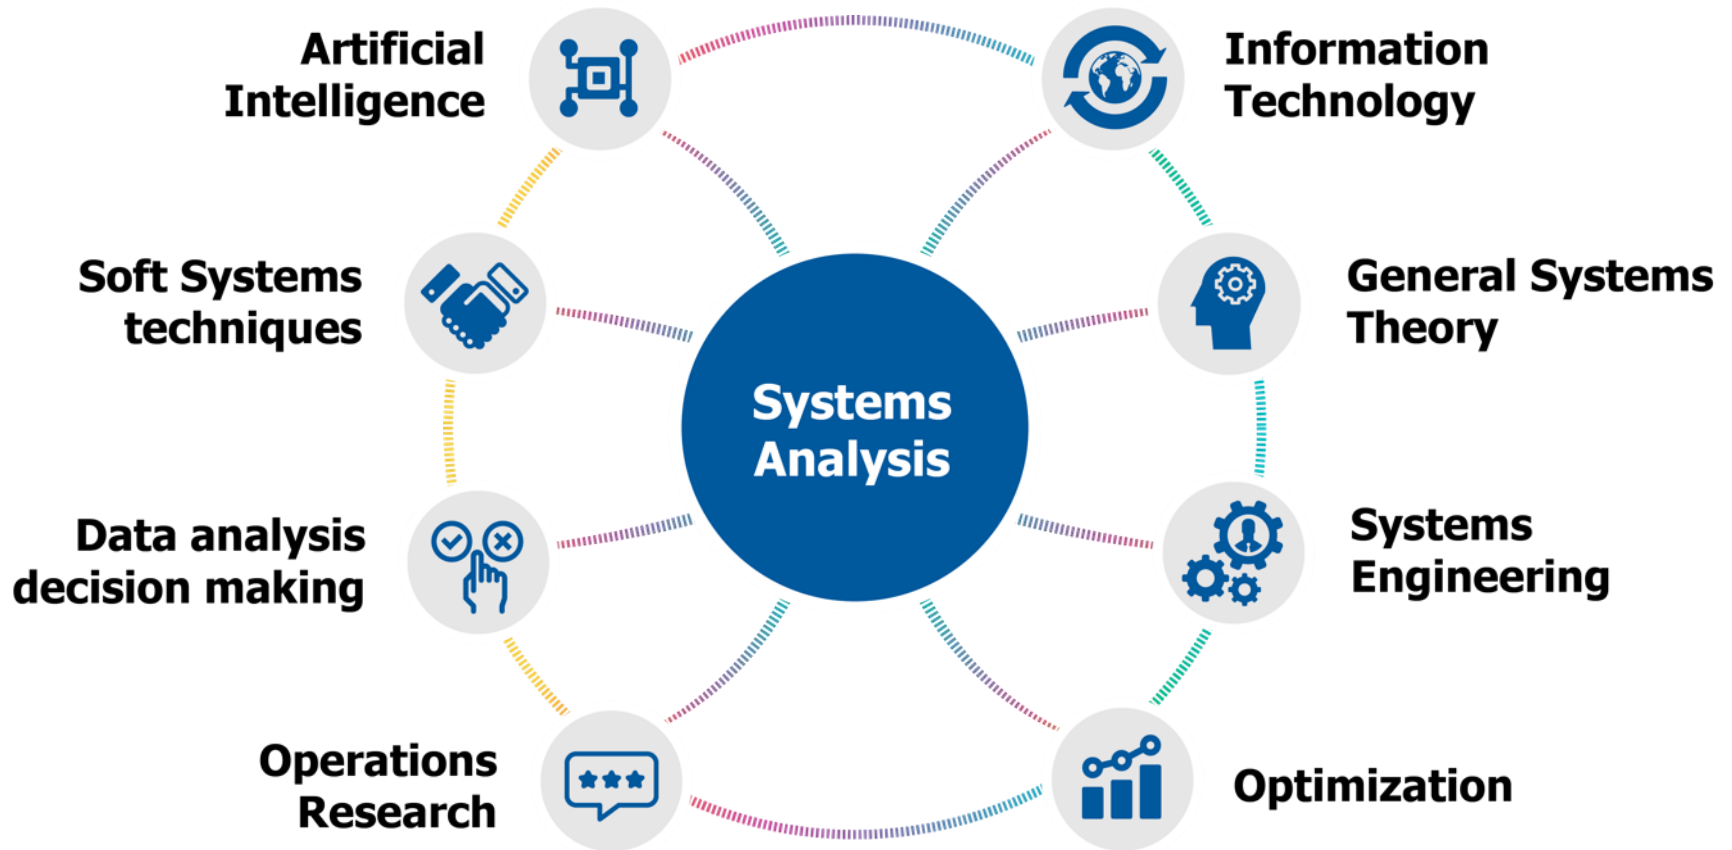 Artificial
Intelligence
Information
Technology
Soft Systems
techniques
General Systems
Theory
Systems
Analysis
Data analysis
decision making
Systems
Engineering
Operations
Research
Optimization